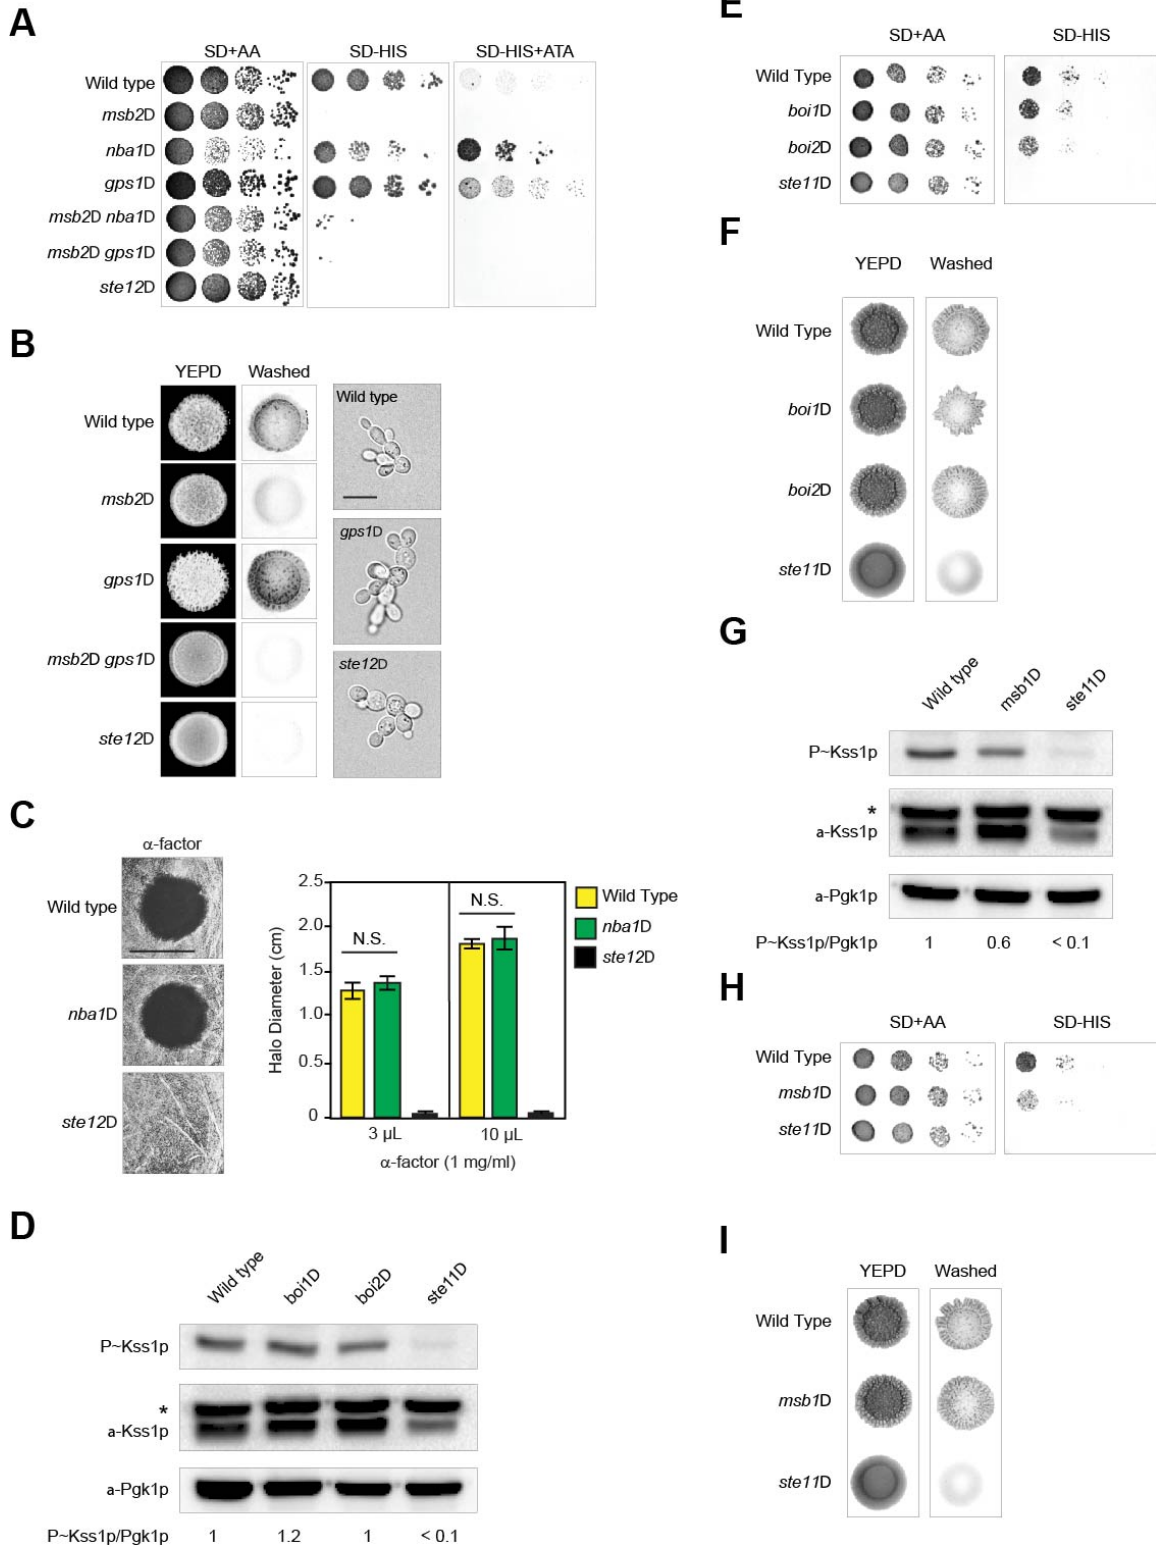 A
SD+AA SD-HIS SD-HIS+ATA
Wild type
msb2D
nba1D
gps1D
msb2D nba1D
msb2D gps1D
ste12D
B
YEPD Washed
Wild type
msb2D
gps1D
msb2D gps1D
ste12D
Wild type
gps1D
ste12D
C
α-factor
Wild type
nba1D
ste12D
Halo Diameter (cm)
2.5
2.0
1.5
1.0
0.5
0
N.S.
N.S.
3 µL 10 µL
α-factor (1 mg/ml)
Wild Type
nba1D
ste12D
D
Wild type boi1D boi2D ste11D
P~Kss1p
*
a-Kss1p
a-Pgk1p
P~Kss1p/Pgk1p 1 1.2 1 < 0.1
E
SD+AA SD-HIS
Wild Type
boi1D
boi2D
ste11D
F
YEPD Washed
Wild Type
boi1D
boi2D
ste11D
G
Wild type msb1D ste11D
P~Kss1p
*
a-Kss1p
a-Pgk1p
P~Kss1p/Pgk1p 1 0.6 < 0.1
H
SD+AA SD-HIS
Wild Type
msb1D
ste11D
I
YEPD Washed
Wild Type
msb1D
ste11D